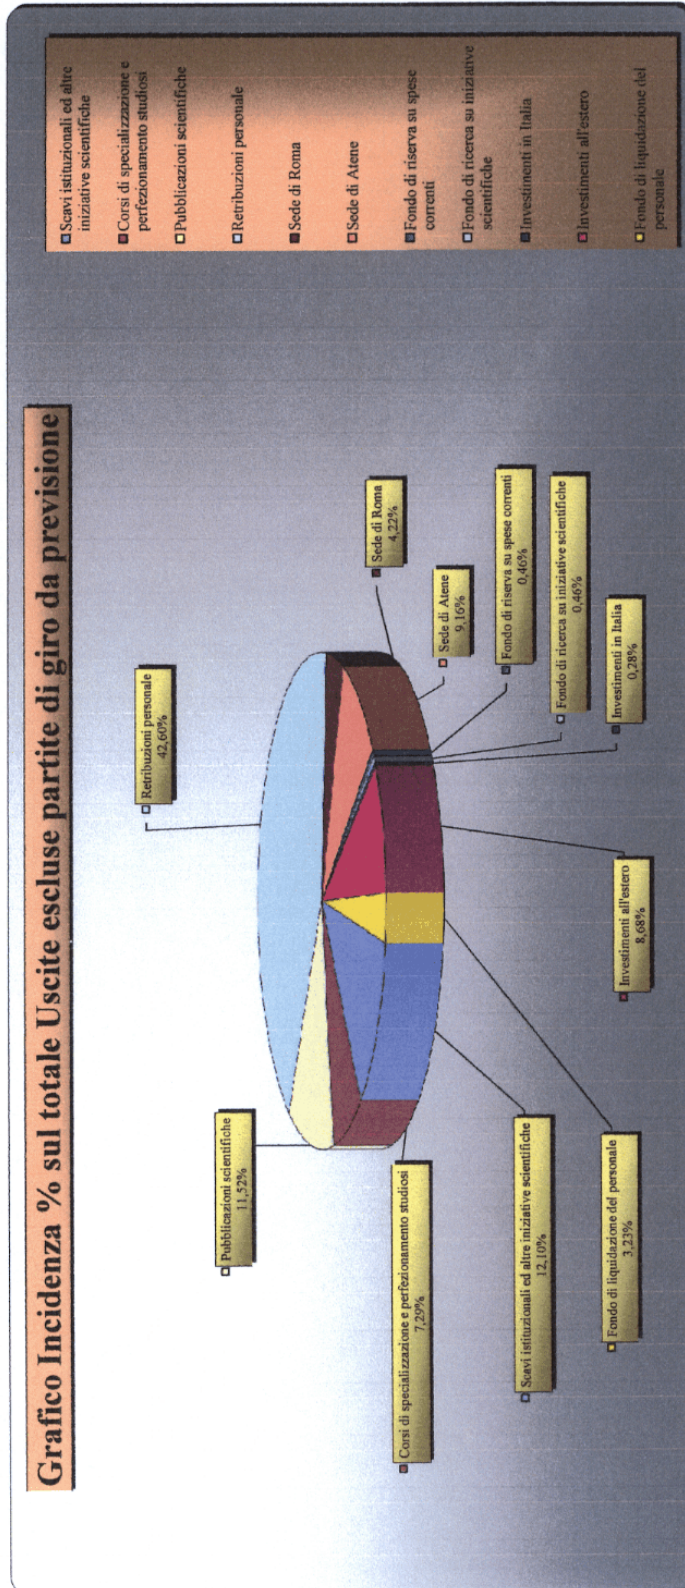 Grafico Incidenza % sul totale Uscite escluse partite di giro da previsione
Pubblicazioni scientifiche
11,52%
Retribuzioni personale
42,60%
Corsi di specializzazione e perfezionamento studiosi
7,29%
Sede di Roma
4,22%
Sede di Atene
9,16%
Scavi istituzionali ed altre iniziative scientifiche
12,10%
Fondo di riserva su spese correnti
0,46%
Fondo di ricerca su iniziative scientifiche
0,46%
Fondo di liquidazione del personale
3,23%
Investimenti all'estero
8,68%
Investimenti in Italia
0,28%
Scavi istituzionali ed altre
iniziative scientifiche
Corsi di specializzazione e
perfezionamento studiosi
Pubblicazioni scientifiche
Retribuzioni personale
Sede di Roma
Sede di Atene
Fondo di riserva su spese
correnti
Fondo di ricerca su iniziative
scientifiche
Investimenti in Italia
Investimenti all'estero
Fondo di liquidazione del
personale